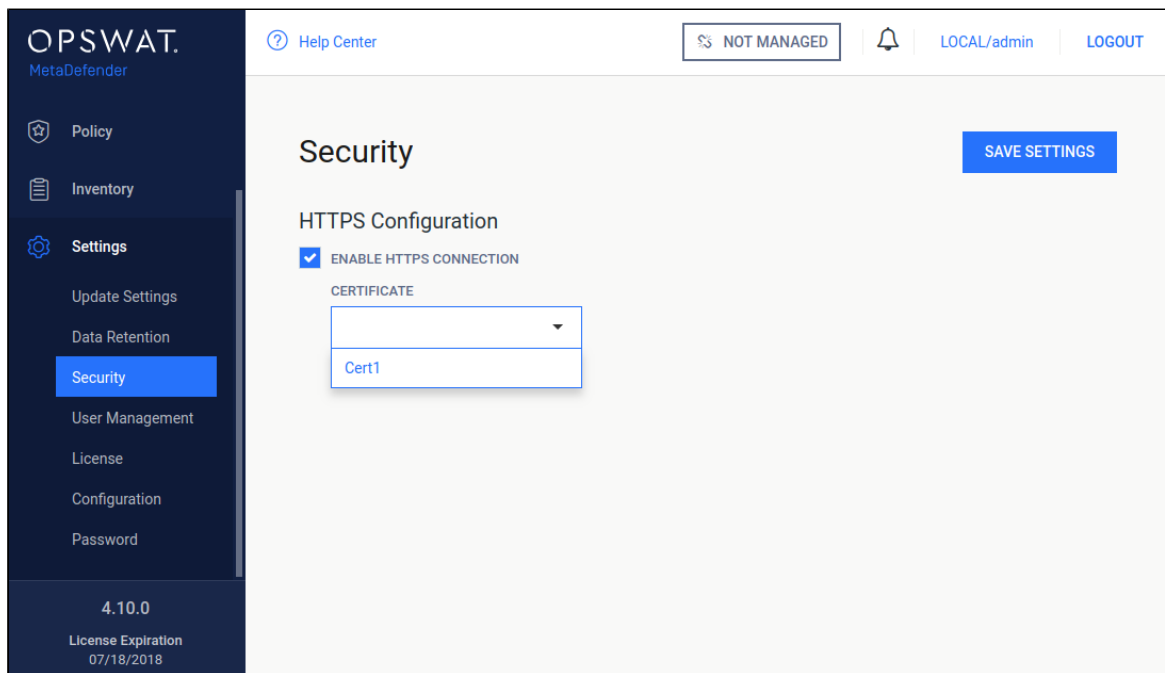 OPSWAT.
MetaDefender
Policy
Inventory
Settings
Update Settings
Data Retention
Security
User Management
License
Configuration
Password
4.10.0
License Expiration
07/18/2018
Help Center
NOT MANAGED
LOCAL/admin
LOGOUT
Security
SAVE SETTINGS
HTTPS Configuration
ENABLE HTTPS CONNECTION
CERTIFICATE
Cert1